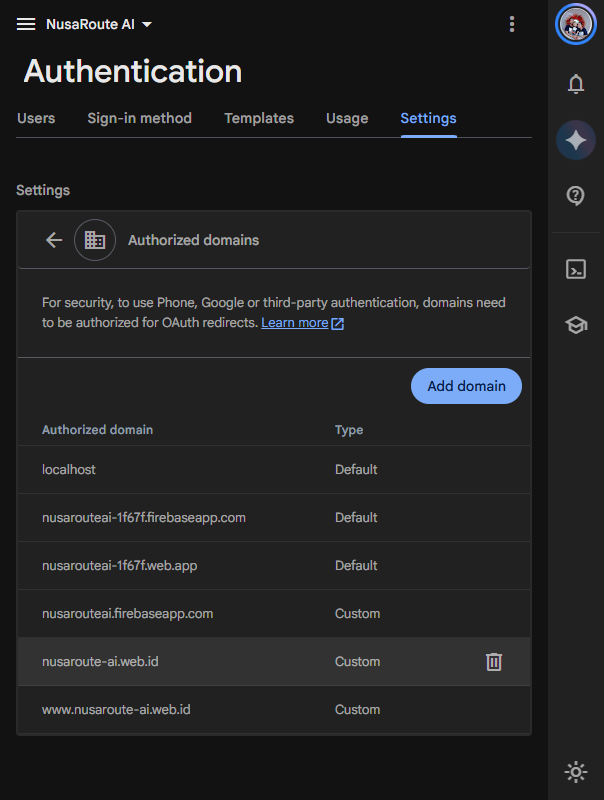 NusaRoute AI
Authentication
Users Sign-in method Templates Usage Settings
Settings
Authorized domains
For security, to use Phone, Google or third-party authentication, domains need
to be authorized for OAuth redirects. Learn more
Add domain
Authorized domain Type
localhost Default
nusarouteai-1f67f.firebaseapp.com Default
nusarouteai-1f67f.web.app Default
nusarouteai.firebaseapp.com Custom
nusaroute-ai.web.id Custom
www.nusaroute-ai.web.id Custom